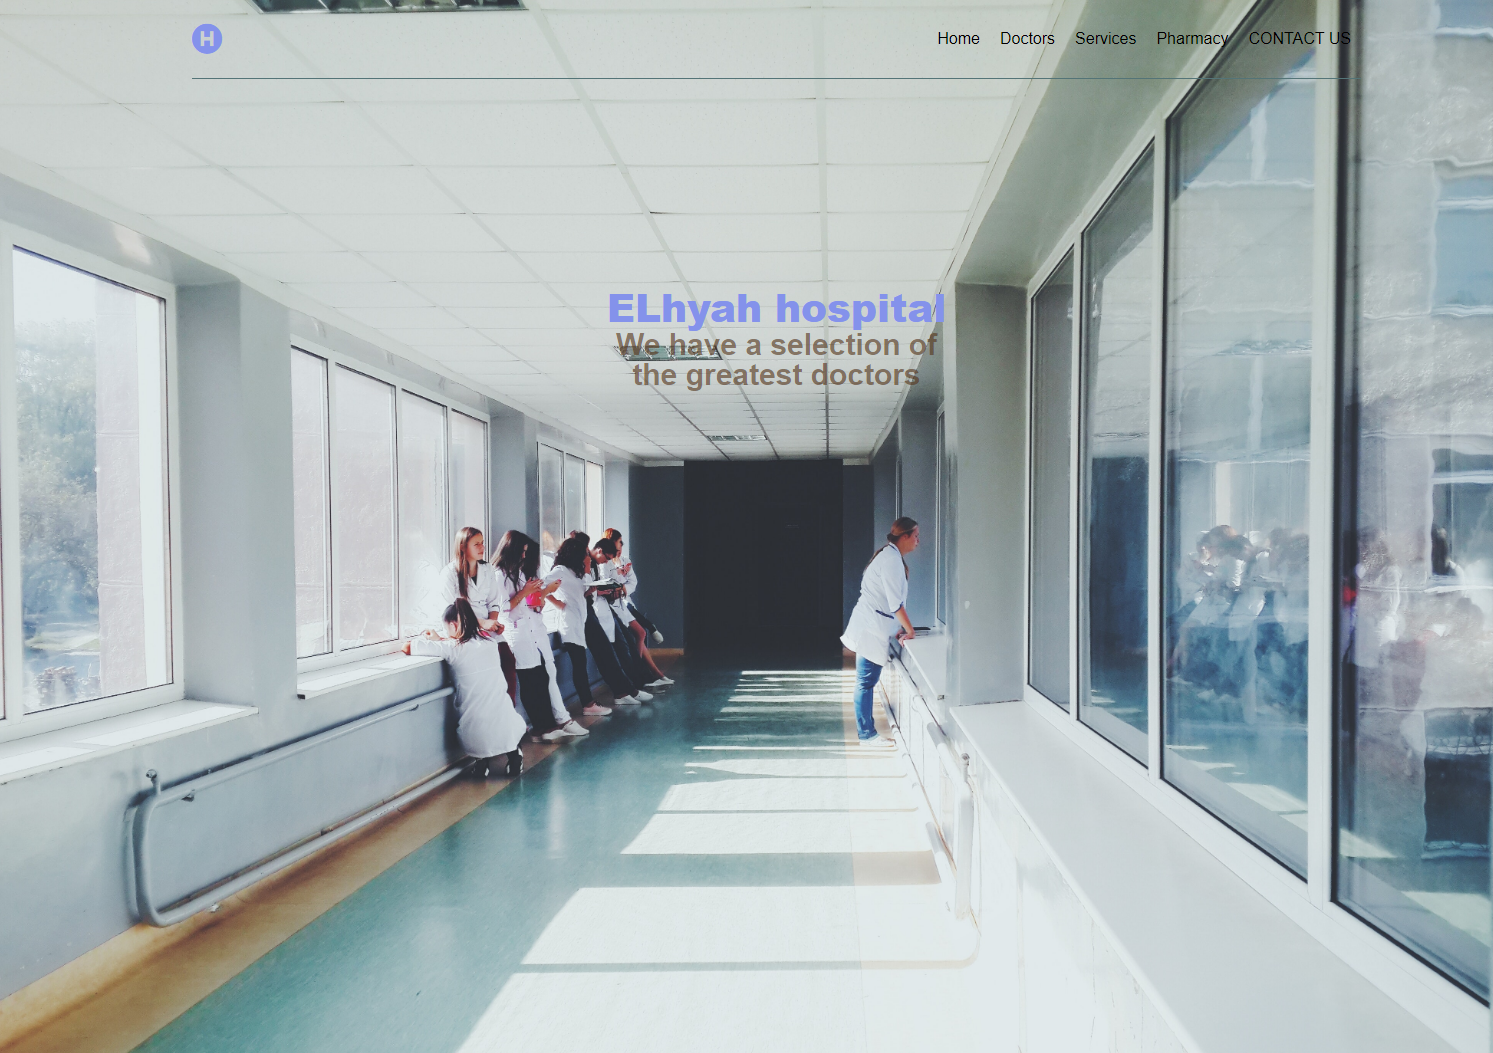 H
Home Doctors Services Pharmacy CONTACT US
ELhyah hospital
We have a selection of
the greatest doctors